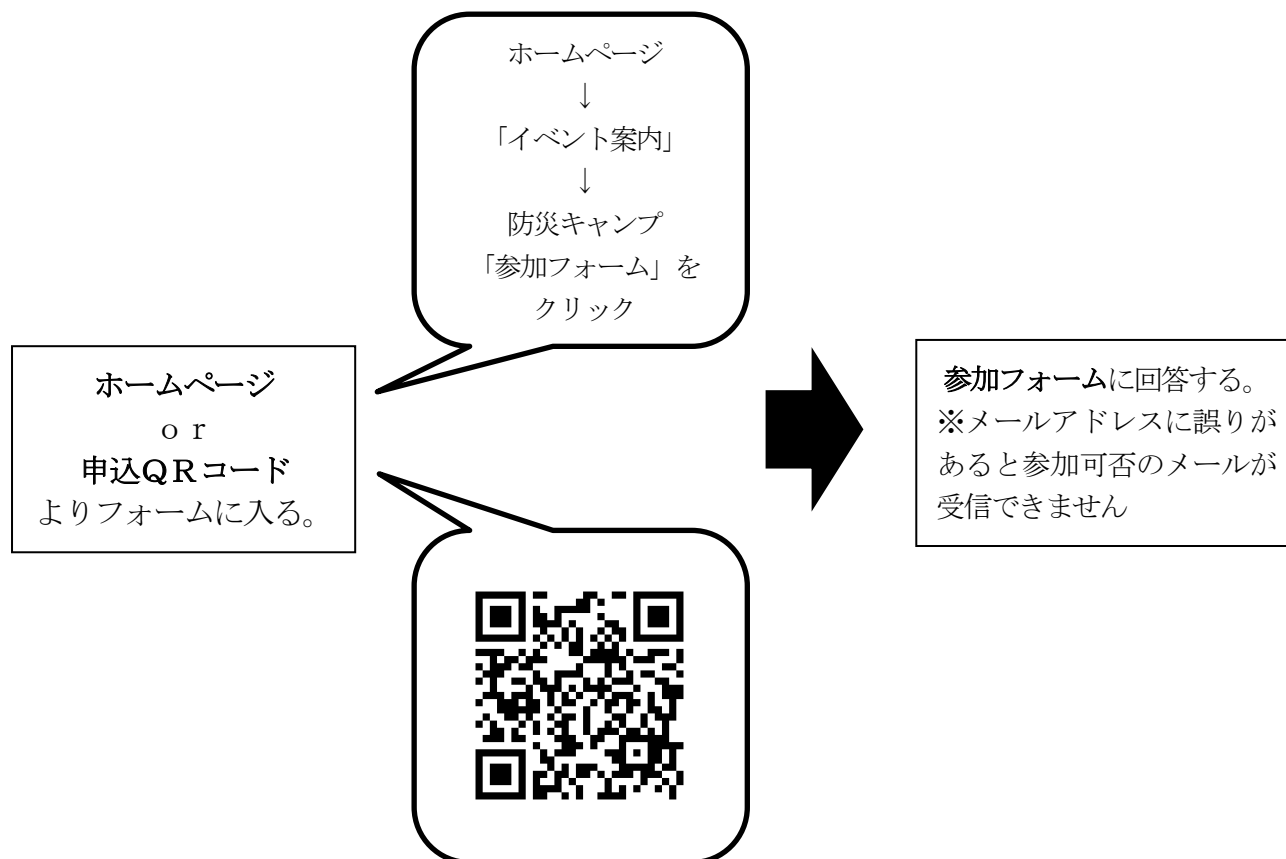 ホームページ
↓
「イベント案内」
↓
防災キャンプ
「参加フォーム」を
クリック
ホームページ
ｏｒ
申込ＱＲコード
よりフォームに入る。
参加フォームに回答する。
※メールアドレスに誤りが
あると参加可否のメールが
受信できません